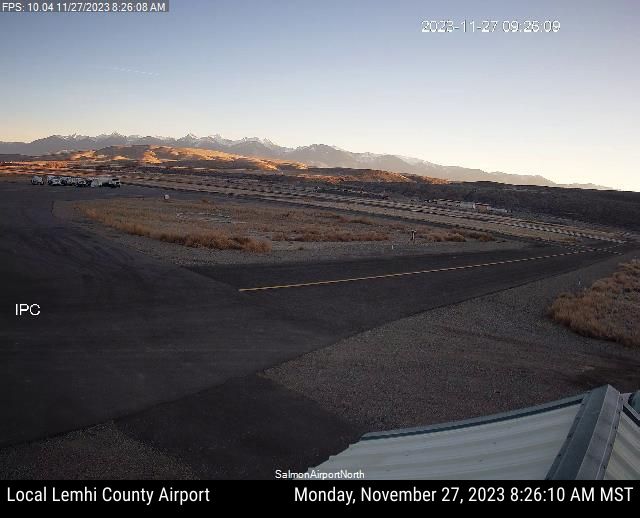 FPS: 10.04 11/27/2023 8:26:08 AM
2023-11-27 09:26:09
IPC
SalmonAirportNorth
Local Lemhi County Airport
Monday, November 27, 2023 8:26:10 AM MST